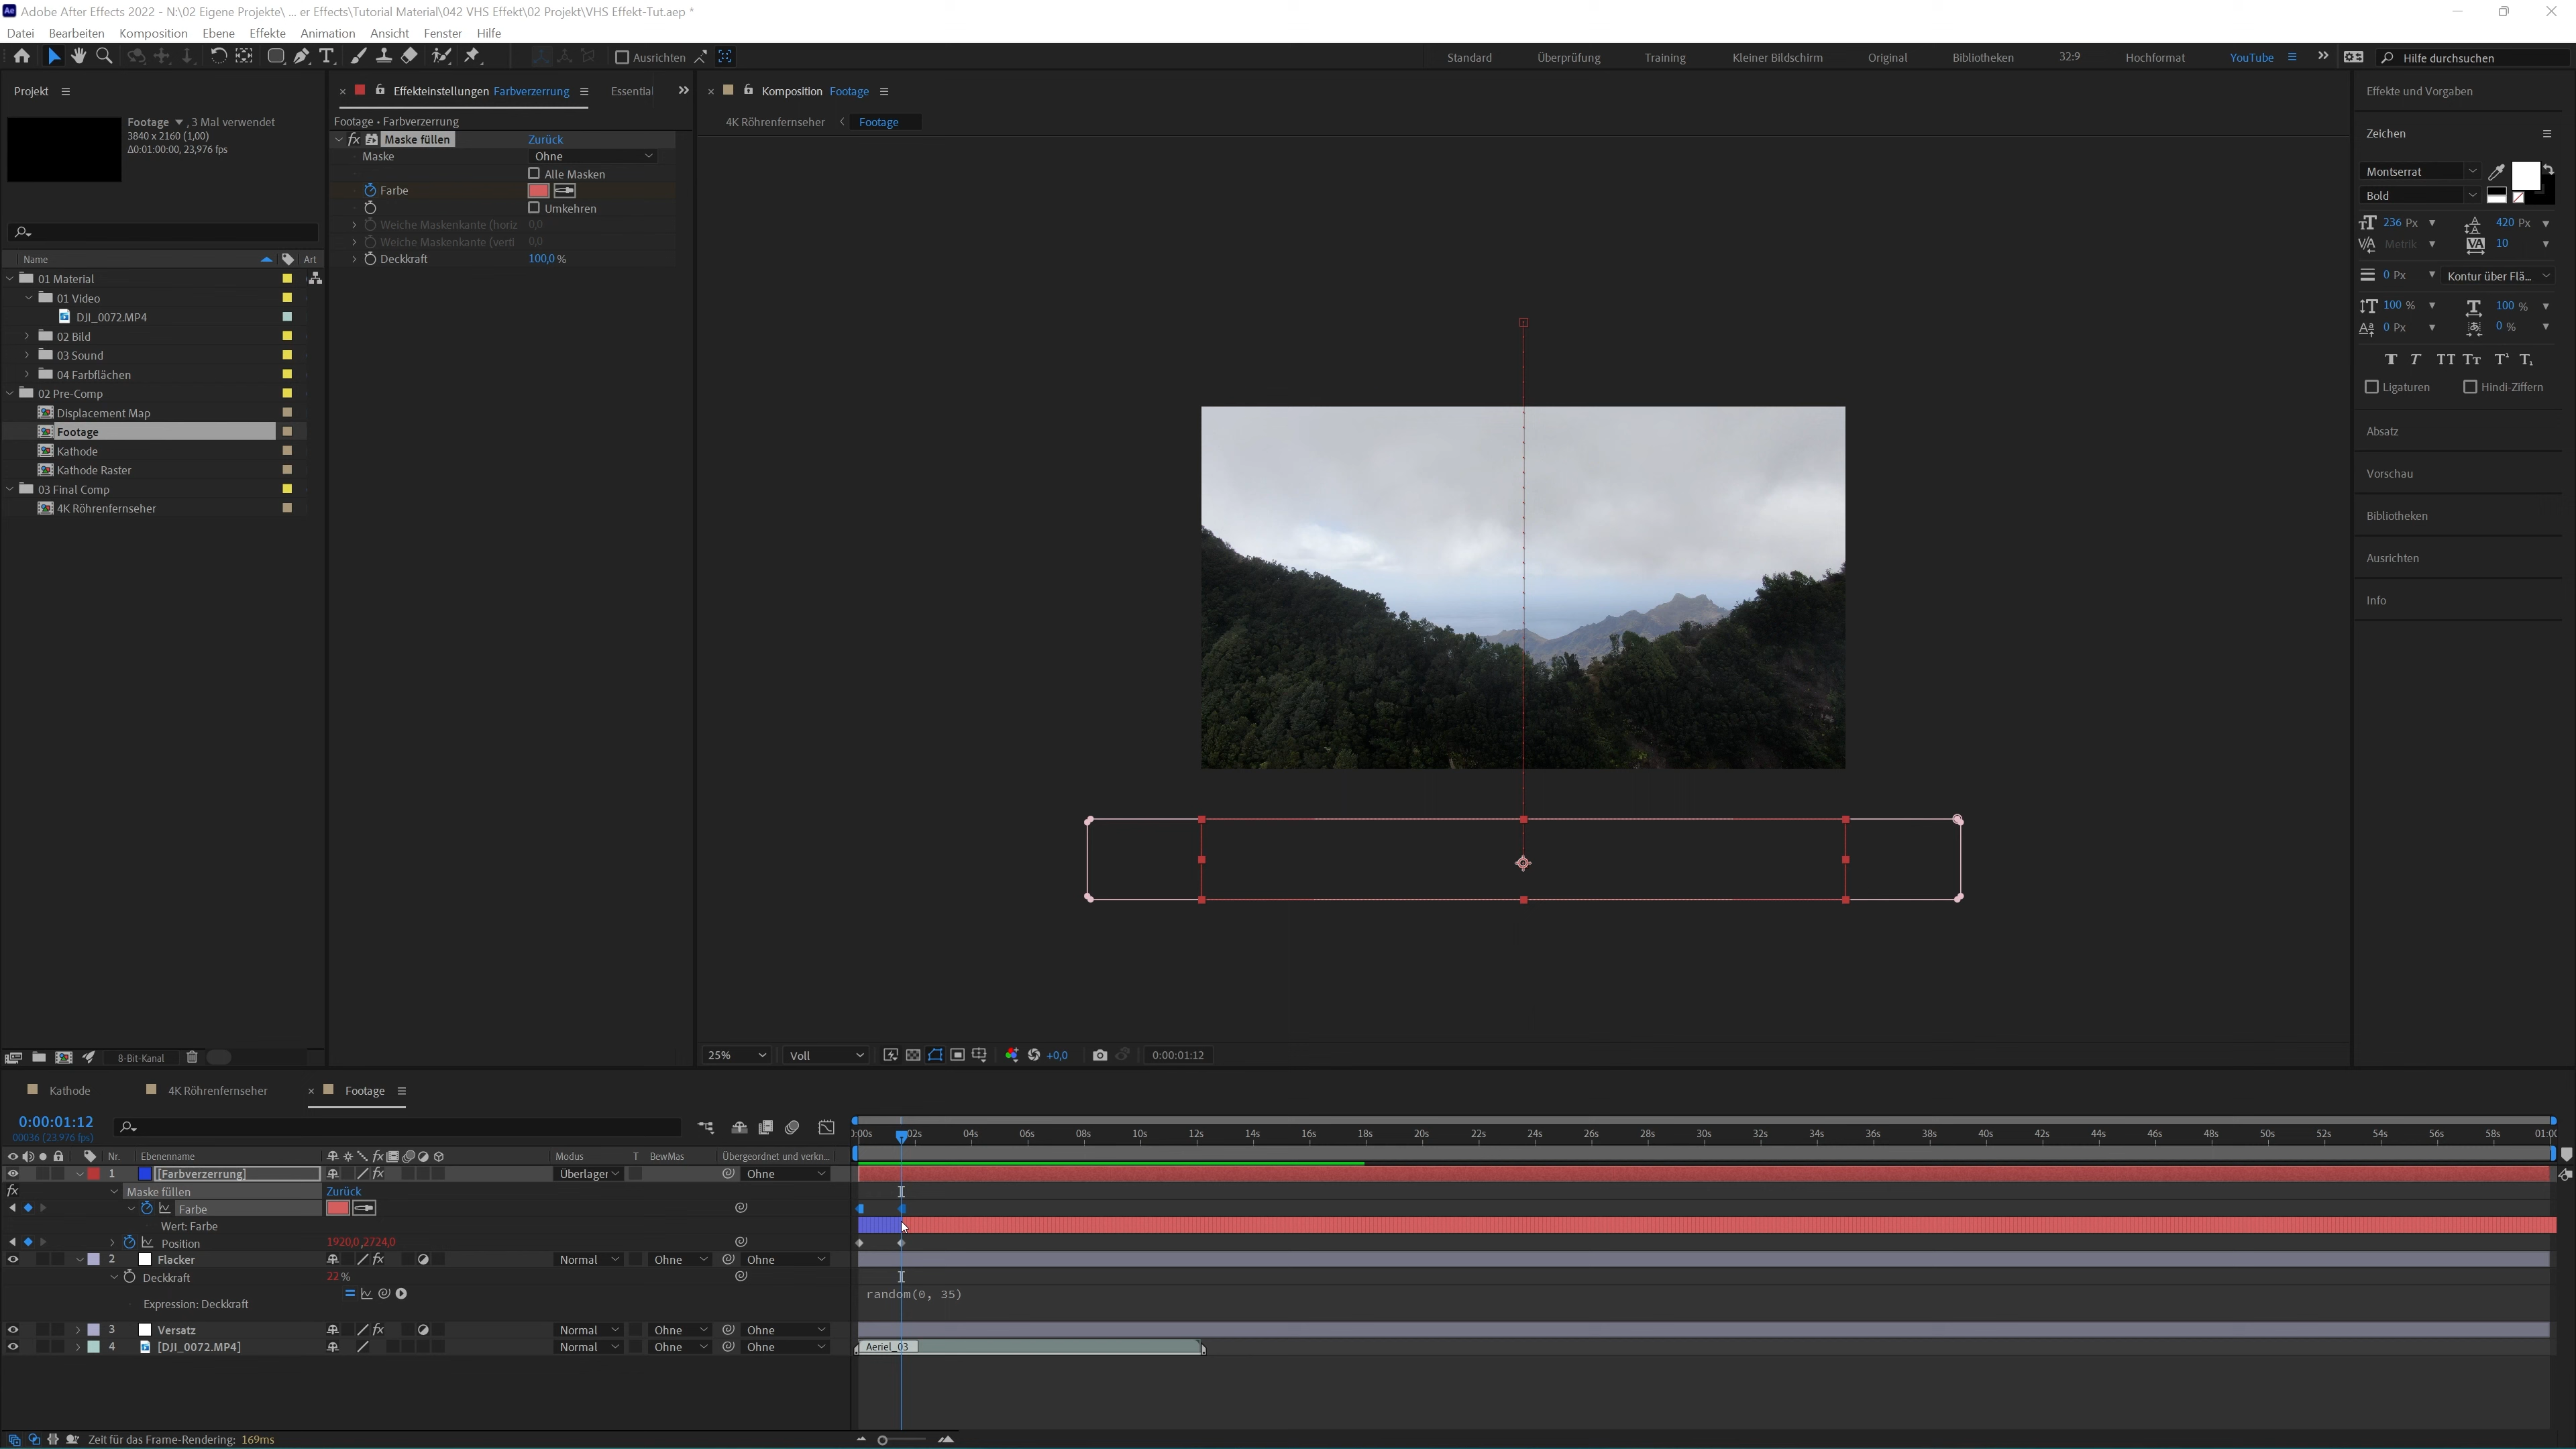 Adobe After Effects 2022 - N:\02 Eigene Projekte\ ... er Effects\Tutorial Material\042 VHS Effekt\02 Projekt\VHS Effekt-Tut.aep *
Datei Bearbeiten Komposition Ebene Effekte Animation Ansicht Fenster Hilfe
Ausrichten Standard Überprüfung Training Kleiner Bildschirm Original Bibliotheken 32:9 Hochformat YouTube Hilfe durchsuchen
Projekt
Footage , 3 Mal verwendet
3840 x 2160 (1,00)
Δ0:01:00:00, 23,976 fps
Name Art
01 Material
01 Video
DJI_0072.MP4
02 Bild
03 Sound
04 Farbflächen
02 Pre-Comp
Displacement Map
Footage
Kathode
Kathode Raster
03 Final Comp
4K Röhrenfernseher
8-Bit-Kanal
Effekteinstellungen Farbverzerrung Essential
Footage • Farbverzerrung
fx Maske füllen Zurück
Maske Ohne
Alle Masken
Farbe
Umkehren
Weiche Maskenkante (horiz 0,0
Weiche Maskenkante (verti 0,0
Deckkraft 100,0 %
Komposition Footage
4K Röhrenfernseher Footage
25% Voll +0,0 0:00:01:12
Effekte und Vorgaben
Zeichen
Montserrat
Bold
236 Px 420 Px
Metrik 10
0 Px Kontur über Flä...
100 % 100 %
0 Px 0 %
T T TT Tr T¹ T₁
Ligaturen Hindi-Ziffern
Absatz
Vorschau
Bibliotheken
Ausrichten
Info
Kathode 4K Röhrenfernseher Footage
0:00:01:12
00036 (23.976 fps)
):00s 02s 04s 06s 08s 10s 12s 14s 16s 18s 20s 22s 24s 26s 28s 30s 32s 34s 36s 38s 40s 42s 44s 46s 48s 50s 52s 54s 56s 58s 01:0(
Nr. Ebenenname Modus T BewMas Übergeordnet und verkn...
1 [Farbverzerrung] Überlager Ohne
fx Maske füllen Zurück
Farbe
Wert: Farbe
Position 1920,0 ,2724,0
2 Flacker Normal Ohne Ohne
Deckkraft 22 %
Expression: Deckkraft random(0, 35)
3 Versatz Normal Ohne Ohne
4 [DJI_0072.MP4] Normal Ohne Ohne Aeriel_03
Zeit für das Frame-Rendering: 169ms